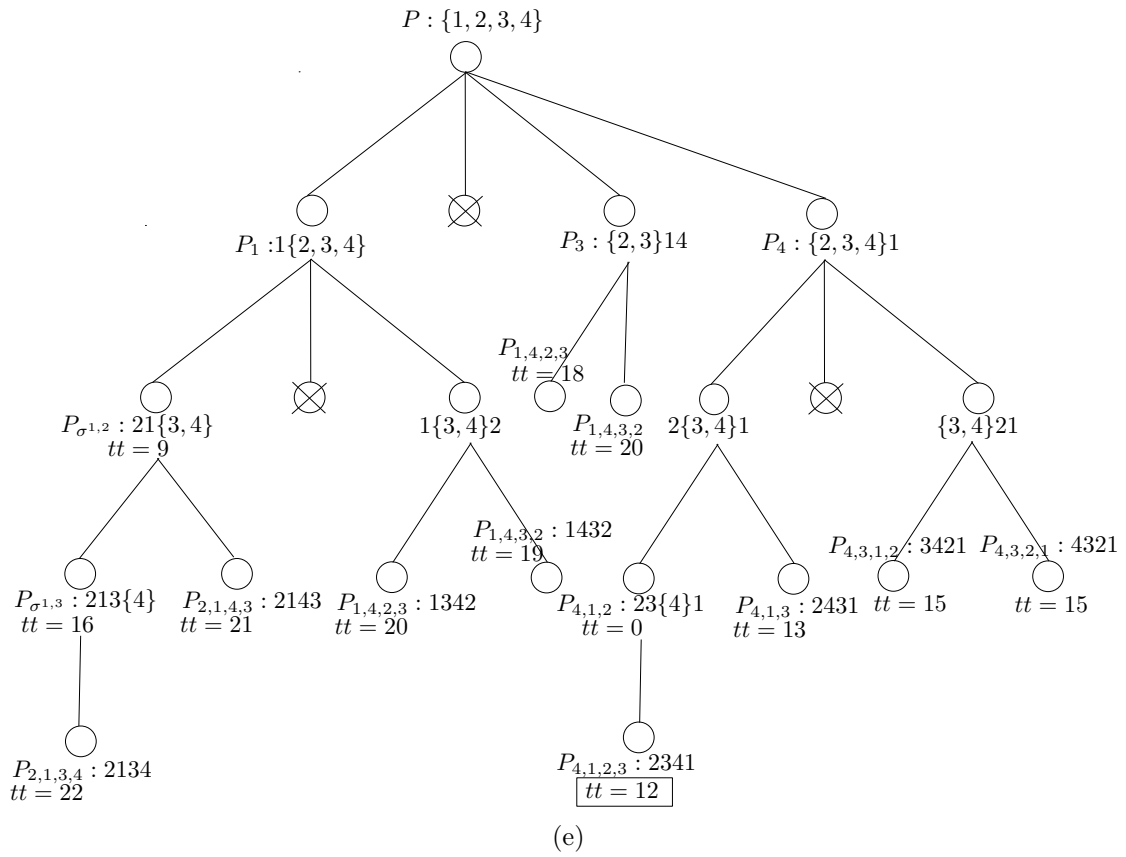 P : {1, 2, 3, 4}
P_1 :1{2, 3, 4}
P_3 : {2, 3}14
P_4 : {2, 3, 4}1
P_{1,4,2,3}
tt = 18
P_{σ^{1,2}} : 21{3, 4}
tt = 9
1{3, 4}2
P_{1,4,3,2}
tt = 20
2{3, 4}1
{3, 4}21
P_{1,4,3,2} : 1432
tt = 19
P_{4,3,1,2} : 3421
P_{4,3,2,1} : 4321
P_{σ^{1,3}} : 213{4}
tt = 16
P_{2,1,4,3} : 2143
tt = 21
P_{1,4,2,3} : 1342
tt = 20
P_{4,1,2} : 23{4}1
tt = 0
P_{4,1,3} : 2431
tt = 13
tt = 15
tt = 15
P_{2,1,3,4} : 2134
tt = 22
P_{4,1,2,3} : 2341
tt = 12
(e)